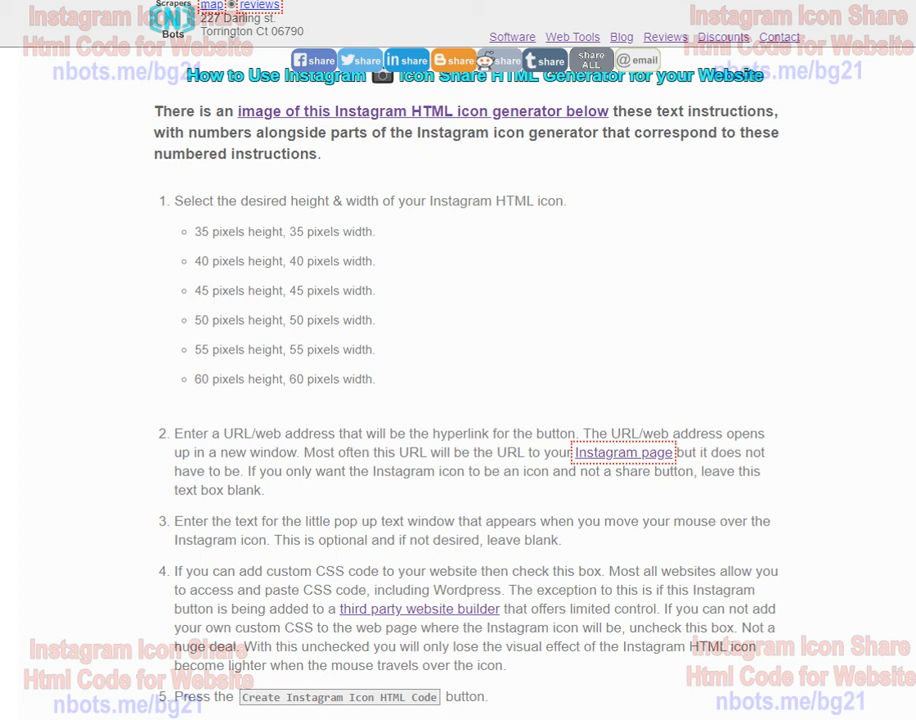 Scrapers
map ◉ reviews
Instagram Icon Share
227 Darling st.
Instagram Icon Share
Bots
Torrington Ct 06790
Html Code for Website
Software Web Tools Blog Reviews Discounts Contact
Html Code for Website
share share share share share share share ALL @ email
nbots.me/bg21
How to Use Instagram Icon Share HTML Generator for your Website
nbots.me/bg21
There is an image of this Instagram HTML icon generator below these text instructions,
with numbers alongside parts of the Instagram icon generator that correspond to these
numbered instructions.
1. Select the desired height & width of your Instagram HTML icon.
35 pixels height, 35 pixels width.
40 pixels height, 40 pixels width.
45 pixels height, 45 pixels width.
50 pixels height, 50 pixels width.
55 pixels height, 55 pixels width.
60 pixels height, 60 pixels width.
2. Enter a URL/web address that will be the hyperlink for the button. The URL/web address opens
up in a new window. Most often this URL will be the URL to your Instagram page but it does not
have to be. If you only want the Instagram icon to be an icon and not a share button, leave this
text box blank.
3. Enter the text for the little pop up text window that appears when you move your mouse over the
Instagram icon. This is optional and if not desired, leave blank.
4. If you can add custom CSS code to your website then check this box. Most all websites allow you
to access and paste CSS code, including Wordpress. The exception to this is if this Instagram
button is being added to a third party website builder that offers limited control. If you can not add
your own custom CSS to the web page where the Instagram icon will be, uncheck this box. Not a
huge deal. With this unchecked you will only lose the visual effect of the Instagram HTML icon
become lighter when the mouse travels over the icon.
Instagram Icon Share
Instagram Icon Share
Html Code for Website
Html Code for Website
5. Press the Create Instagram Icon HTML Code button.
nbots.me/bg21
nbots.me/bg21